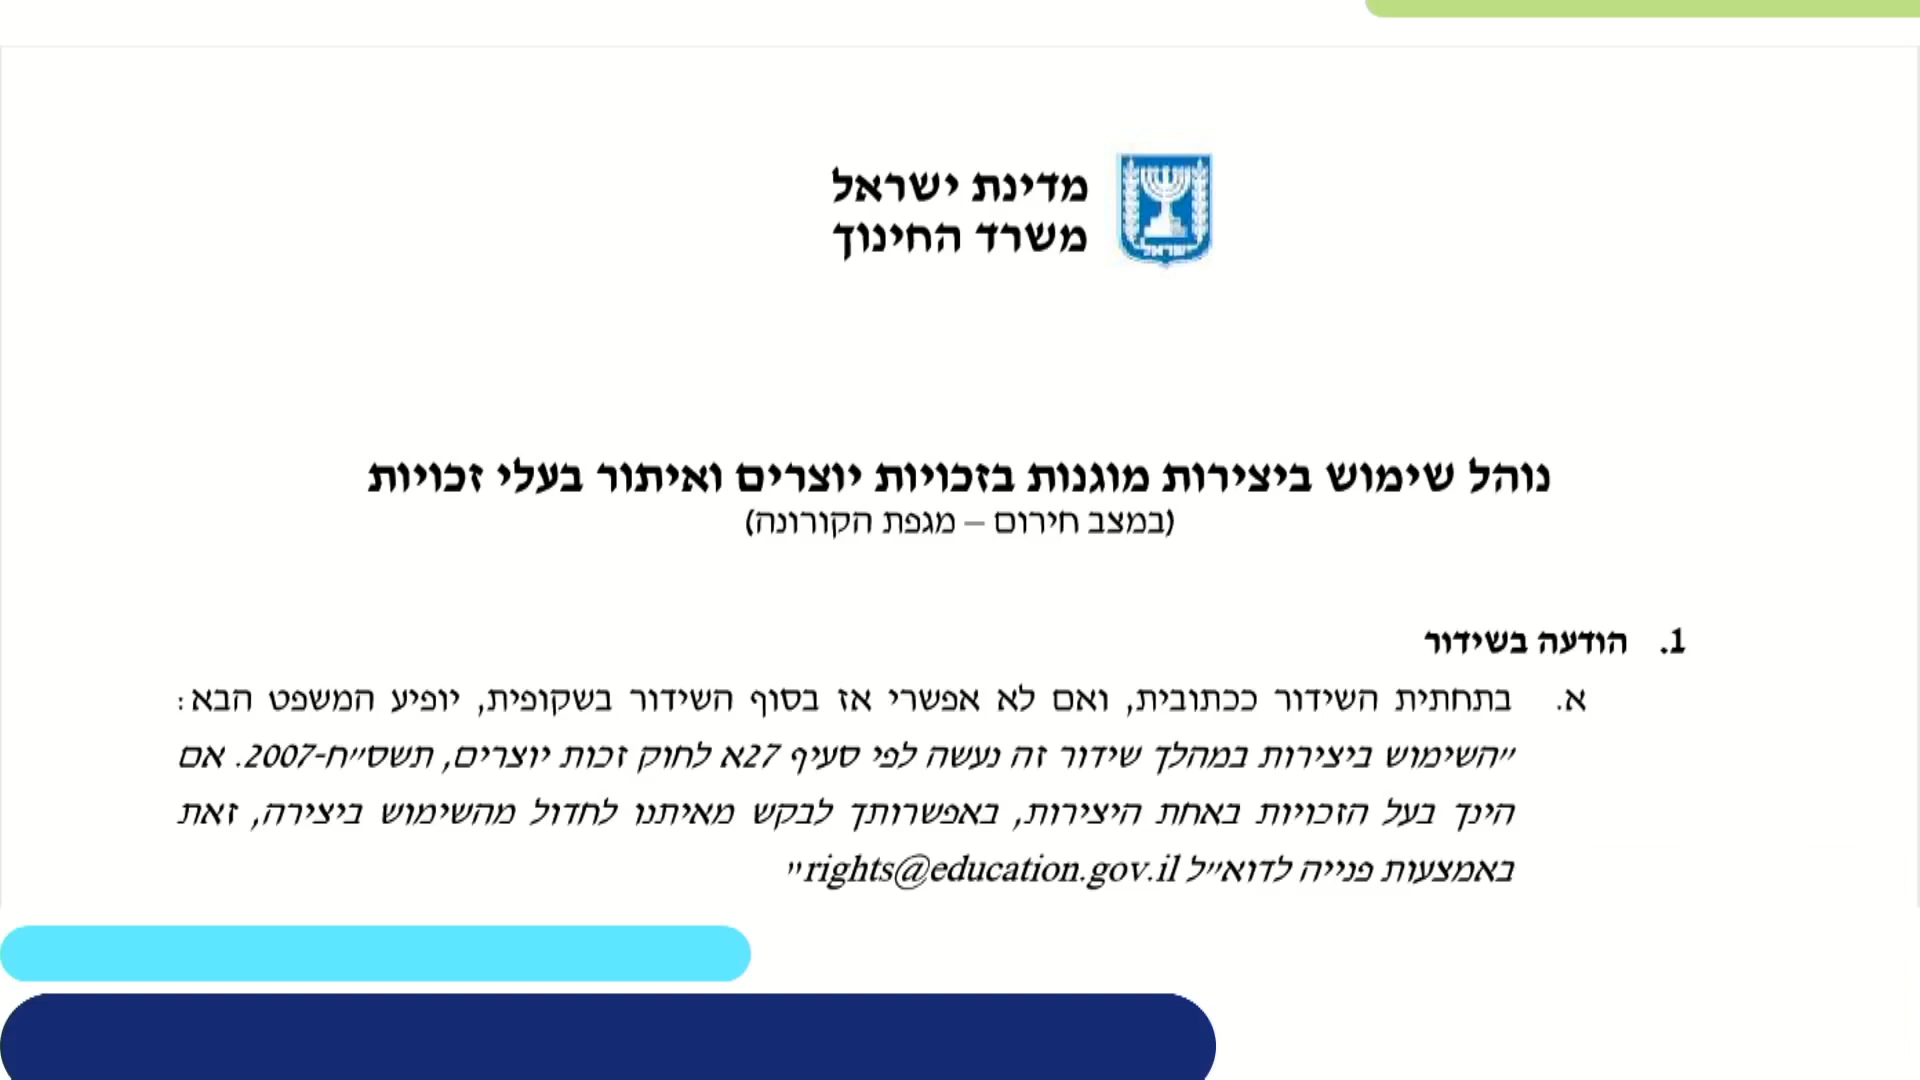 מדינת ישראל
משרד החינוך
ישראל
נוהל שימוש ביצירות מוגנות בזכויות יוצרים ואיתור בעלי זכויות
(במצב חירום – מגפת הקורונה)
1. הודעה בשידור
א. בתחתית השידור ככתובית, ואם לא אפשרי אז בסוף השידור בשקופית, יופיע המשפט הבא:
"השימוש ביצירות במהלך שידור זה נעשה לפי סעיף 27א לחוק זכות יוצרים, תשס"ח-2007. אם
הינך בעל הזכויות באחת היצירות, באפשרותך לבקש מאיתנו לחדול מהשימוש ביצירה, זאת
באמצעות פנייה לדוא"ל rights@education.gov.il"